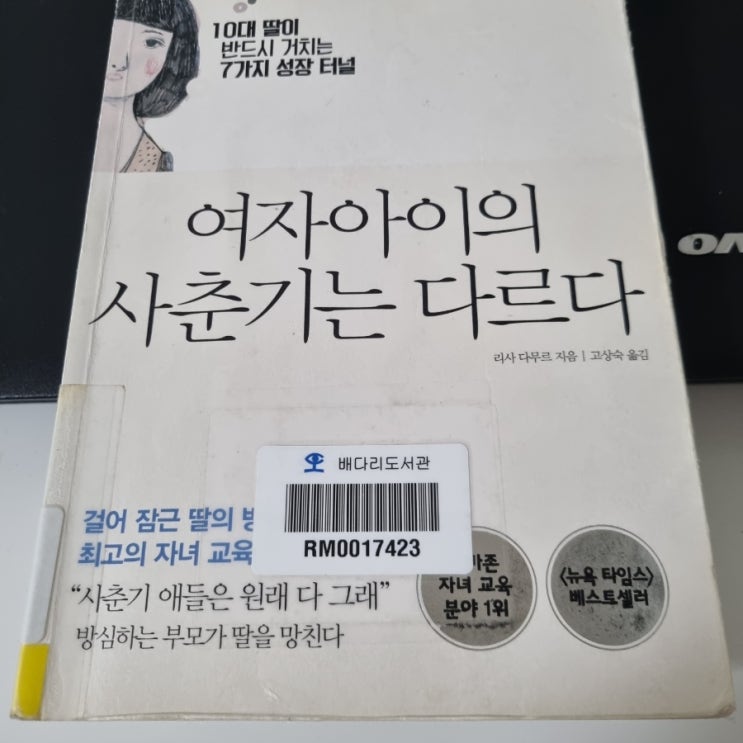 10대 딸이
반드시 거치는
7가지 성장 터널
여자아이의
사춘기는 다르다
리사 다무르 지음 | 고상숙 옮김
배다리도서관
RM0017423
걸어 잠근 딸의
최고의 자녀 교육
“사춘기 애들은 원래 다 그래”
방심하는 부모가 딸을 망친다
자녀 교육
분야 1위
〈뉴욕 타임스〉
베스트셀러